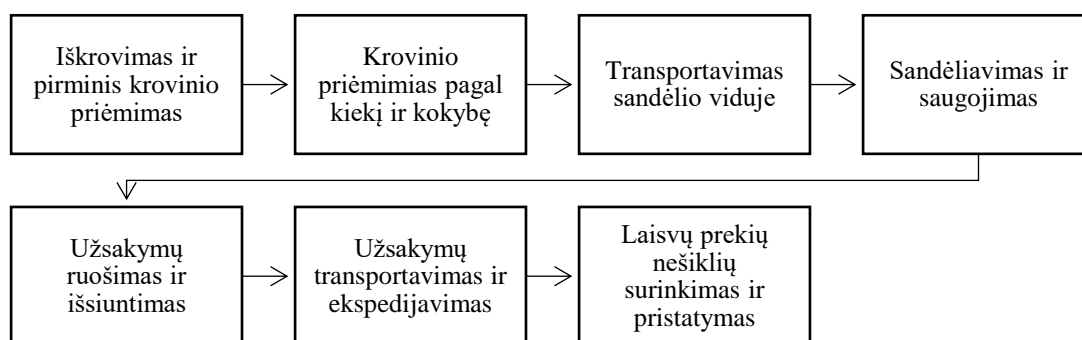 Iškrovimas ir
pirminis krovinio
priėmimas
Krovinio
priėmimias pagal
kiekį ir kokybę
Transportavimas
sandėlio viduje
Sandėliavimas ir
saugojimas
Užsakymų
ruošimas ir
išsiuntimas
Užsakymų
transportavimas ir
ekspedijavimas
Laisvų prekių
nešiklių
surinkimas ir
pristatymas